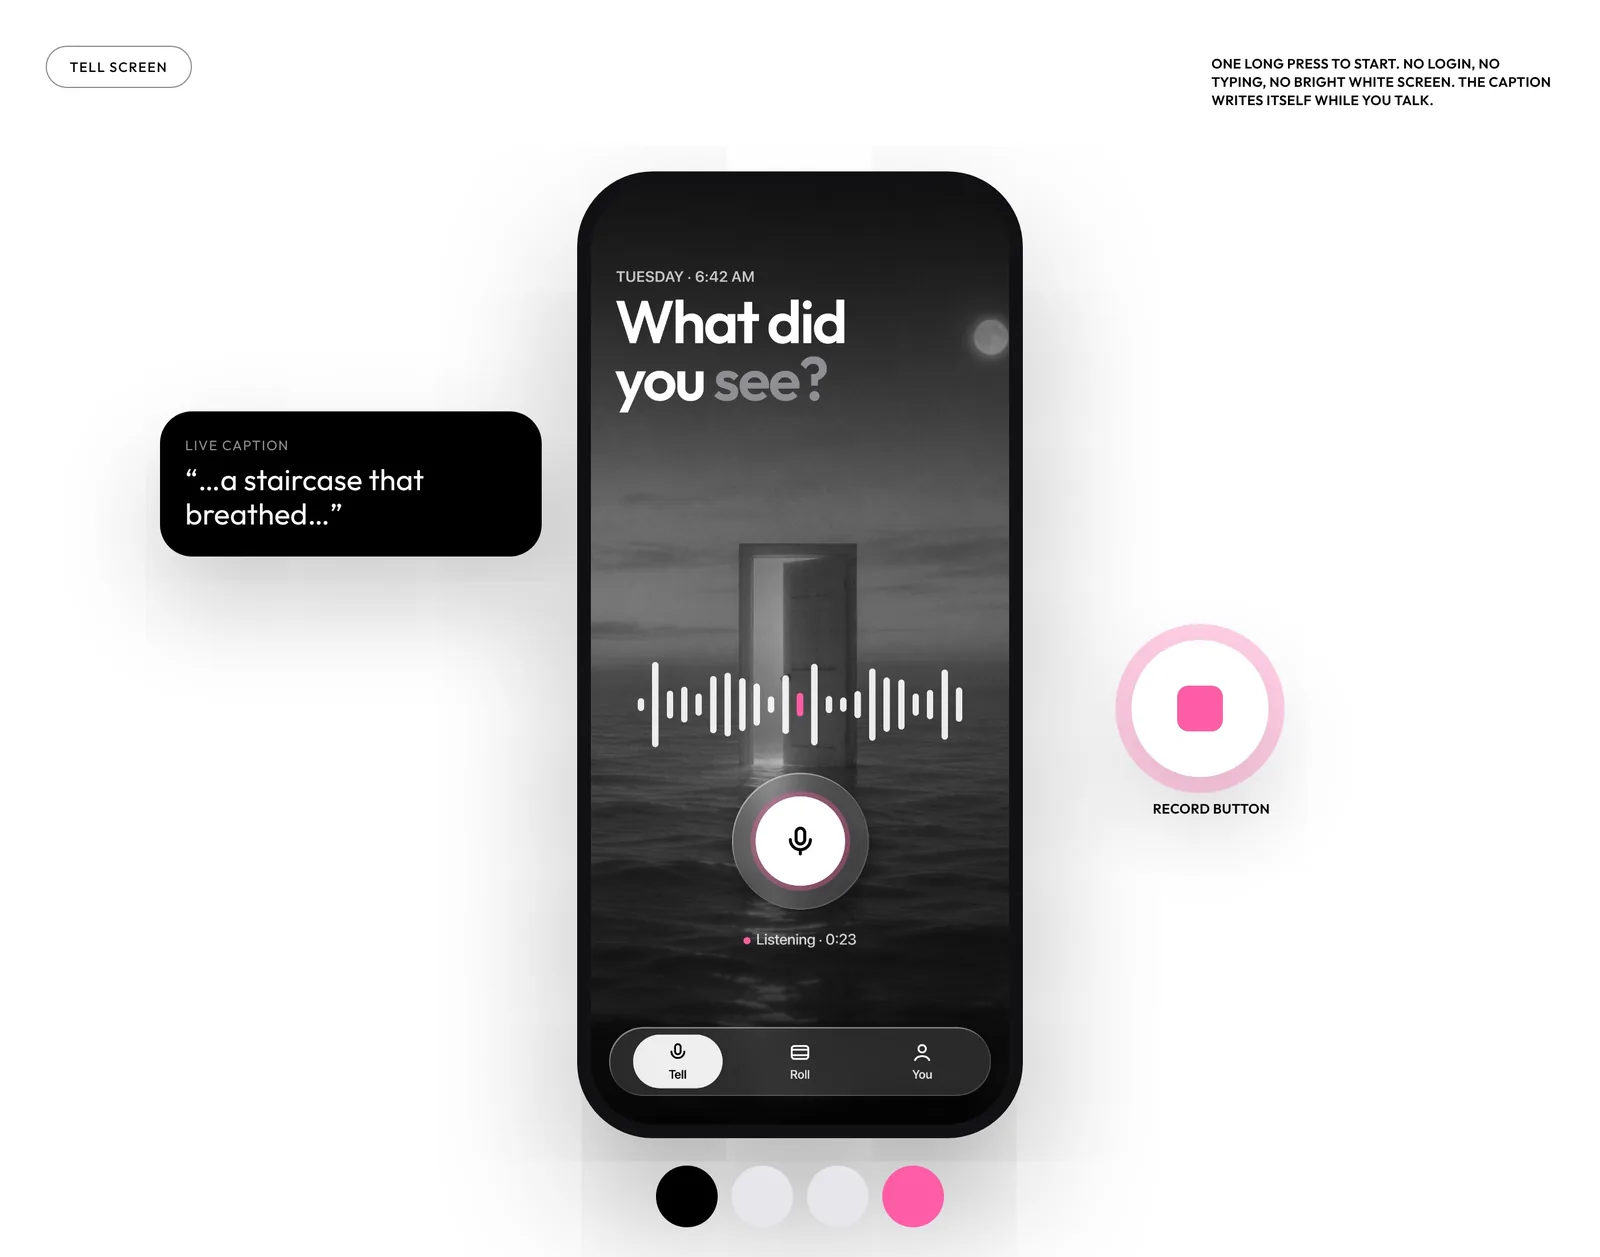 TELL SCREEN
ONE LONG PRESS TO START. NO LOGIN, NO
TYPING, NO BRIGHT WHITE SCREEN. THE CAPTION
WRITES ITSELF WHILE YOU TALK.
TUESDAY · 6:42 AM
What did
you see?
LIVE CAPTION
“...a staircase that
breathed...”
RECORD BUTTON
Listening · 0:23
Tell
Roll
You